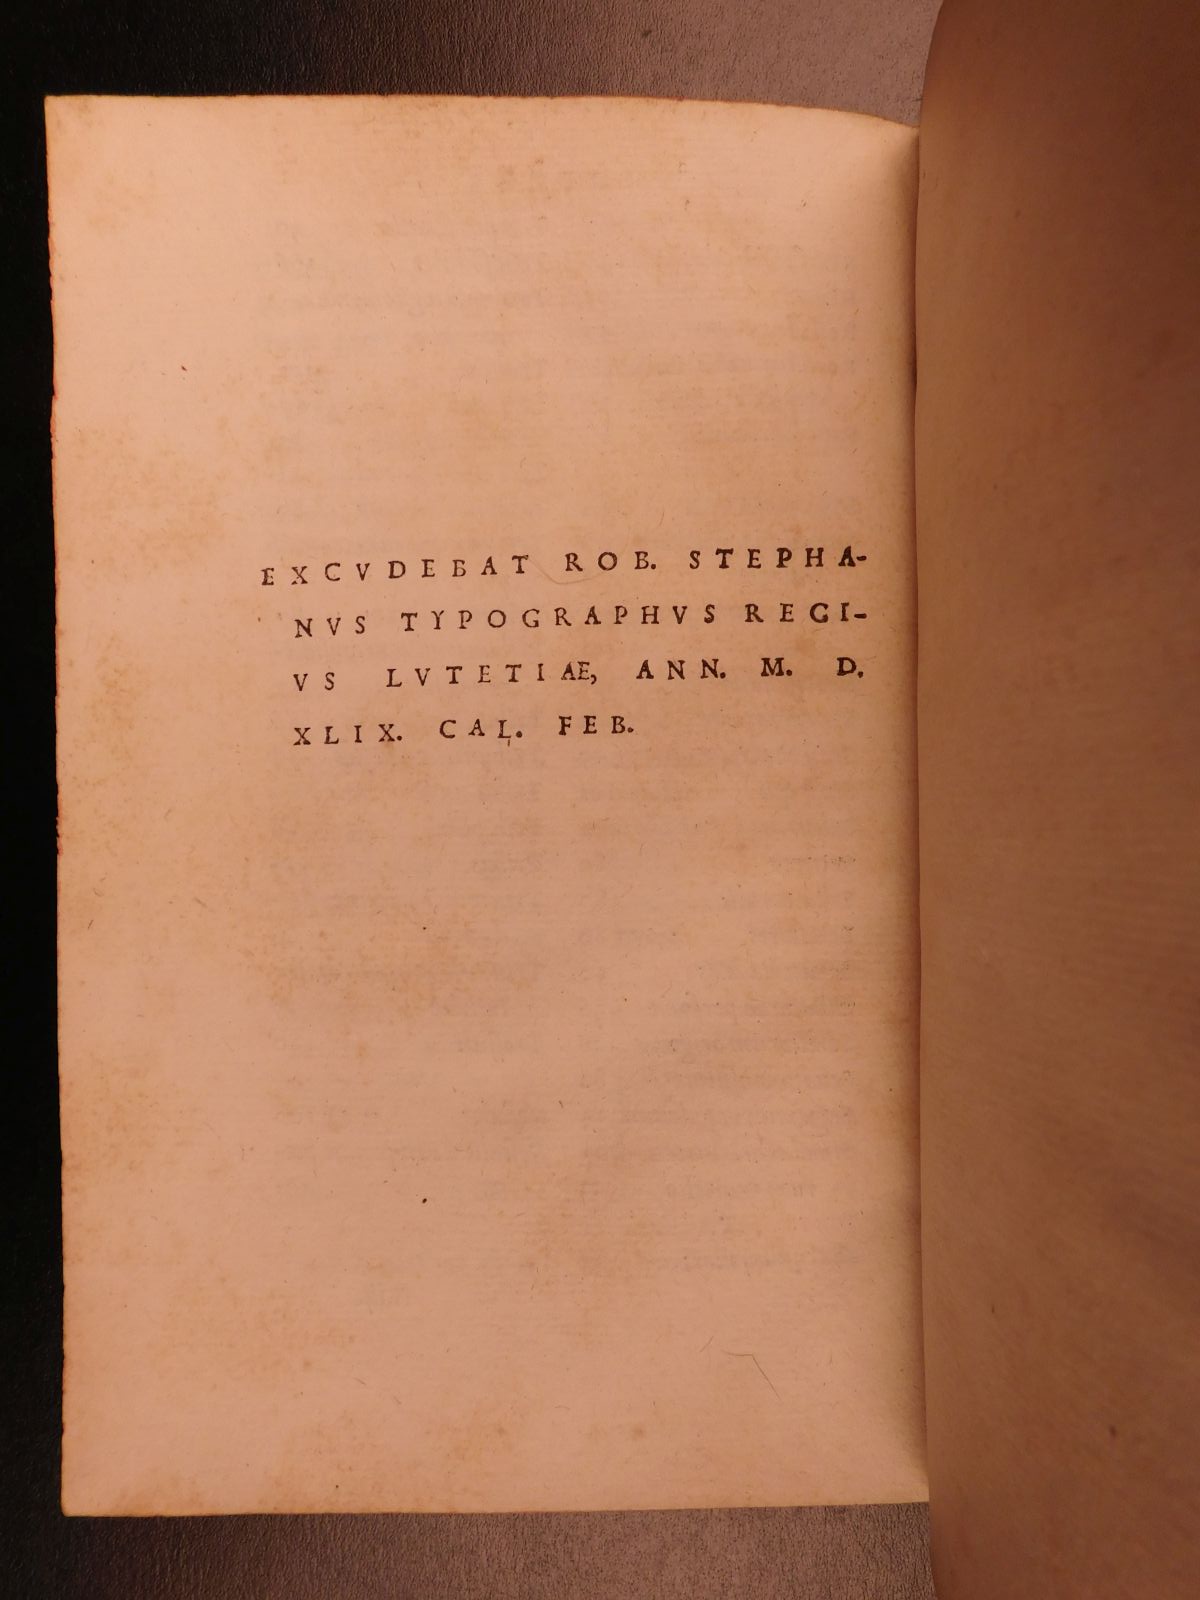 EXCVDEBAT ROB. STEPHA-
NVS TYPOGRAPHVS REGI-
VS LVTETIAE, ANN. M. D.
XLIX. CAL. FEB.